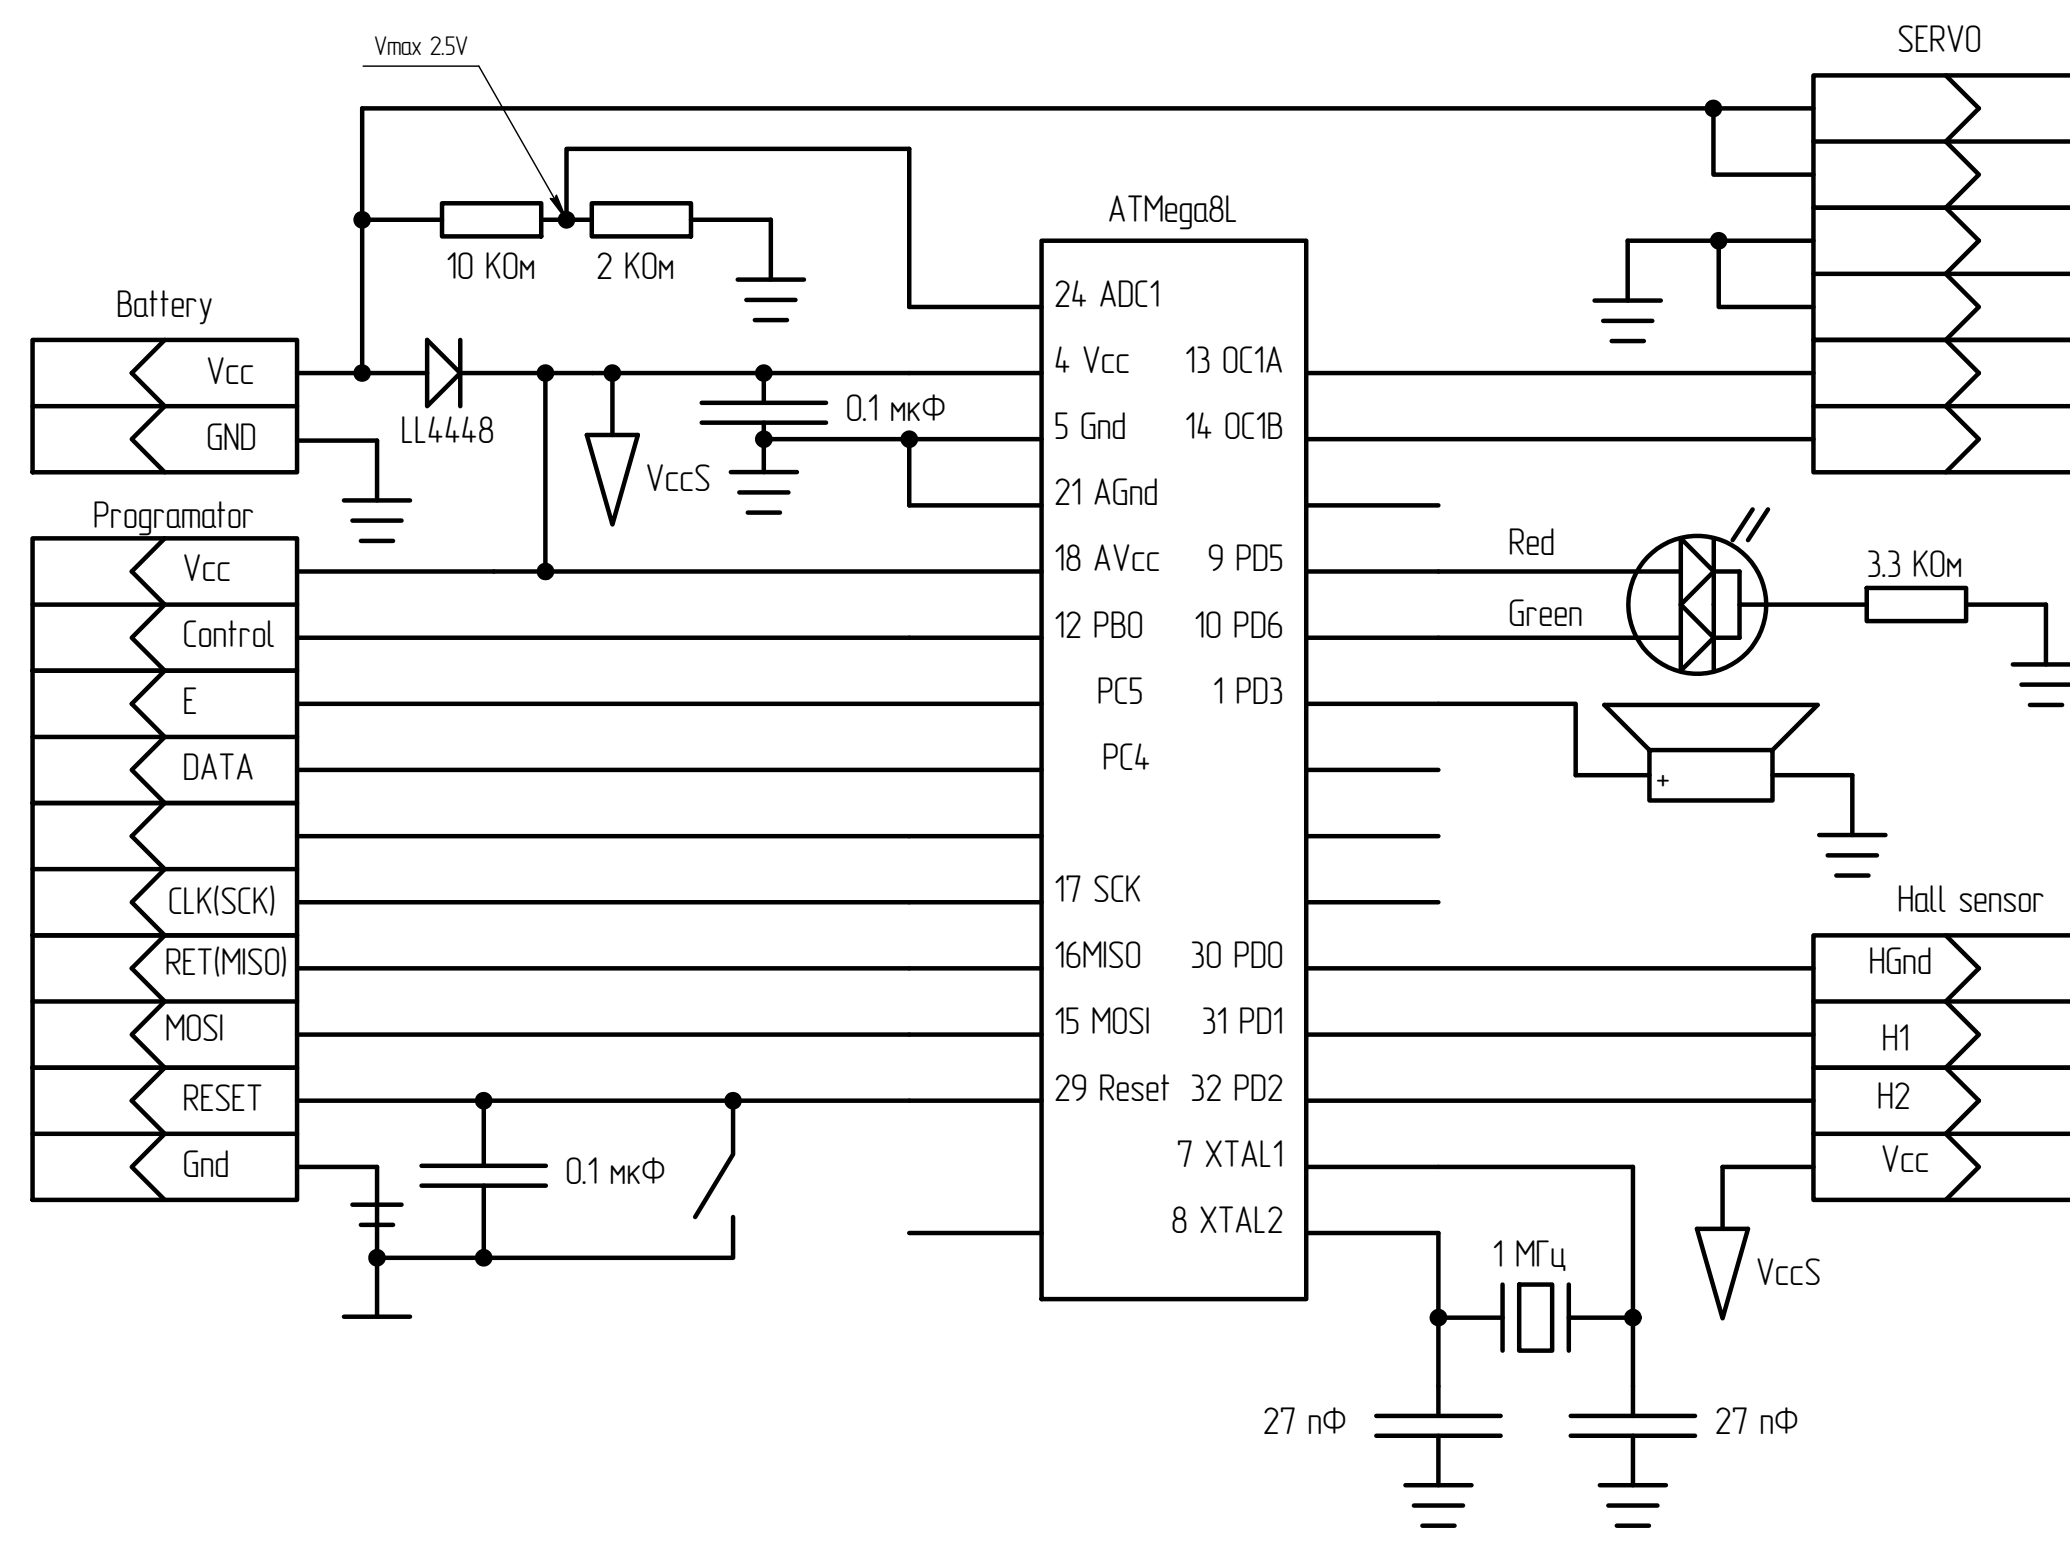 Vmax 2.5V
SERVO
ATMega8L
10 КОм
2 КОм
Battery
Vcc
GND
LL4448
VccS
0.1 мкФ
Programator
Vcc
Control
E
DATA
CLK(SCK)
RET(MISO)
MOSI
RESET
Gnd
0.1 мкФ
24 ADC1
4 Vcc
5 Gnd
21 AGnd
18 AVcc
12 PB0
PC5
PC4
17 SCK
16MISO
15 MOSI
29 Reset
13 OC1A
14 OC1B
9 PD5
10 PD6
1 PD3
30 PD0
31 PD1
32 PD2
7 XTAL1
8 XTAL2
Red
Green
3.3 КОм
+
Hall sensor
HGnd
H1
H2
Vcc
VccS
1 МГц
27 пФ
27 пФ